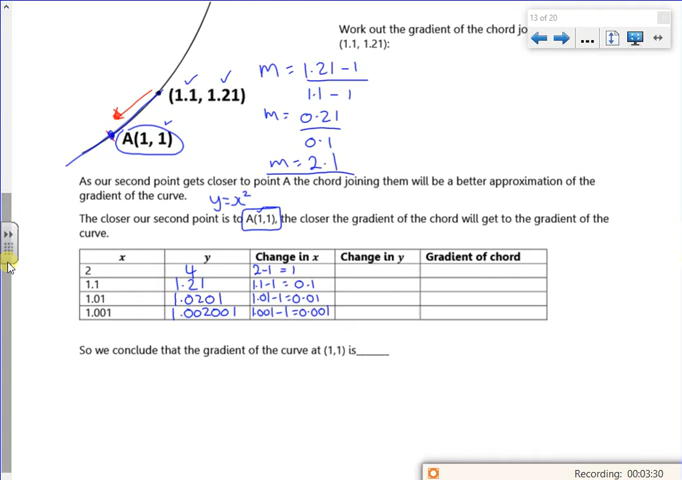 13 of 20
Work out the gradient of the chord jo
(1.1, 1.21):
m = 1.21 - 1
1.1 - 1
(1.1, 1.21)
m = 0.21
0.1
A(1, 1)
m = 2.1
As our second point gets closer to point A the chord joining them will be a better approximation of the
gradient of the curve.
y=x²
The closer our second point is to A(1,1), the closer the gradient of the chord will get to the gradient of the
curve.
x y Change in x Change in y Gradient of chord
2 4 2-1 = 1
1.1 1.21 1.1-1 = 0.1
1.01 1.0201 1.01-1=0.01
1.001 1.002001 1.001-1=0.001
So we conclude that the gradient of the curve at (1,1) is______
Recording: 00:03:30